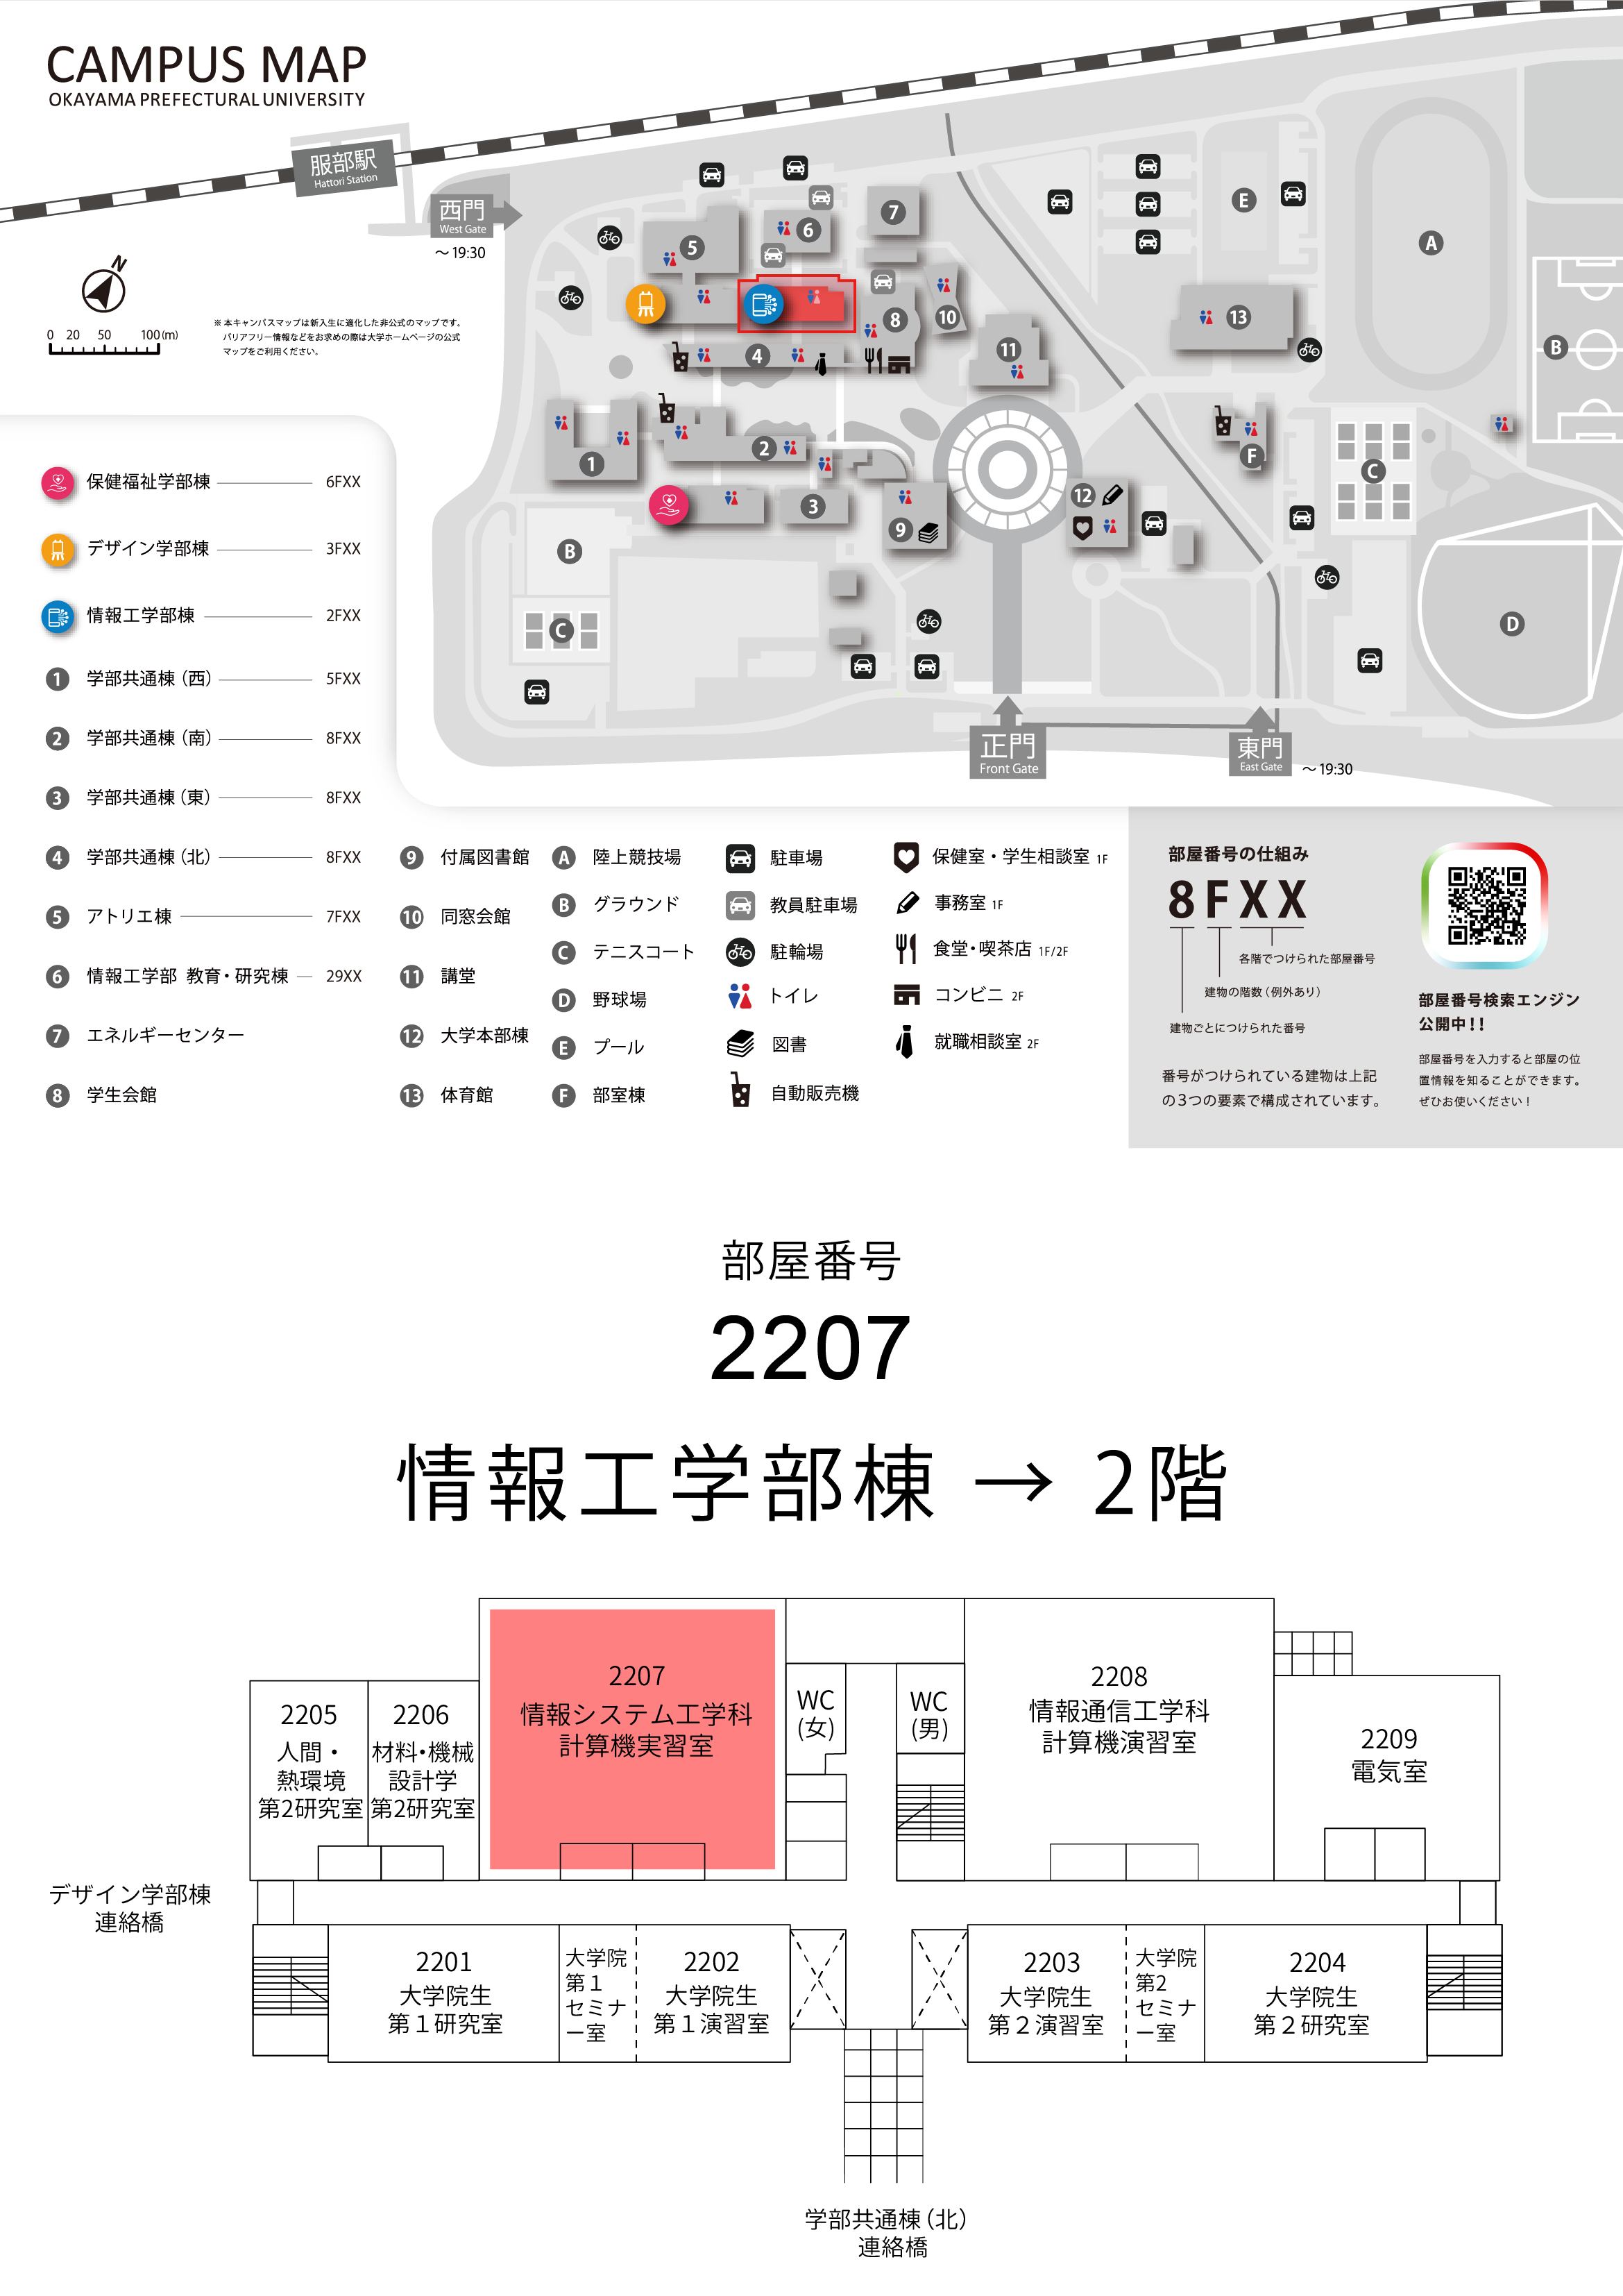 CAMPUS MAP
OKAYAMA PREFECTURAL UNIVERSITY
服部駅
Hattori Station
西門
West Gate
～19:30
N
0 20 50 100(m)
※本キャンパスマップは新入生に適化した非公式のマップです。
バリアフリー情報などをお求めの際は大学ホームページの公式
マップをご利用ください。
5
6
7
8
10
4
11
1
2
3
9
12
13
A
B
C
D
E
F
B
C
正門
Front Gate
東門
East Gate
～19:30
保健福祉学部棟 6FXX
デザイン学部棟 3FXX
情報工学部棟 2FXX
1 学部共通棟（西） 5FXX
2 学部共通棟（南） 8FXX
3 学部共通棟（東） 8FXX
4 学部共通棟（北） 8FXX
5 アトリエ棟 7FXX
6 情報工学部 教育・研究棟 29XX
7 エネルギーセンター
8 学生会館
9 付属図書館
10 同窓会館
11 講堂
12 大学本部棟
13 体育館
A 陸上競技場
B グラウンド
C テニスコート
D 野球場
E プール
F 部室棟
駐車場
教員駐車場
駐輪場
トイレ
図書
自動販売機
保健室・学生相談室 1F
事務室 1F
食堂・喫茶店 1F/2F
コンビニ 2F
就職相談室 2F
部屋番号の仕組み
8FXX
各階でつけられた部屋番号
建物の階数（例外あり）
建物ごとにつけられた番号
番号がつけられている建物は上記
の3つの要素で構成されています。
部屋番号検索エンジン
公開中！！
部屋番号を入力すると部屋の位
置情報を知ることができます。
ぜひお使いください！
部屋番号
2207
情報工学部棟 → 2階
2205
人間・
熱環境
第2研究室
2206
材料・機械
設計学
第2研究室
2207
情報システム工学科
計算機実習室
WC
(女)
WC
(男)
2208
情報通信工学科
計算機演習室
2209
電気室
デザイン学部棟
連絡橋
2201
大学院生
第1研究室
大学院
第1
セミナ
ー室
2202
大学院生
第1演習室
2203
大学院生
第2演習室
大学院
第2
セミナ
ー室
2204
大学院生
第2研究室
学部共通棟（北）
連絡橋